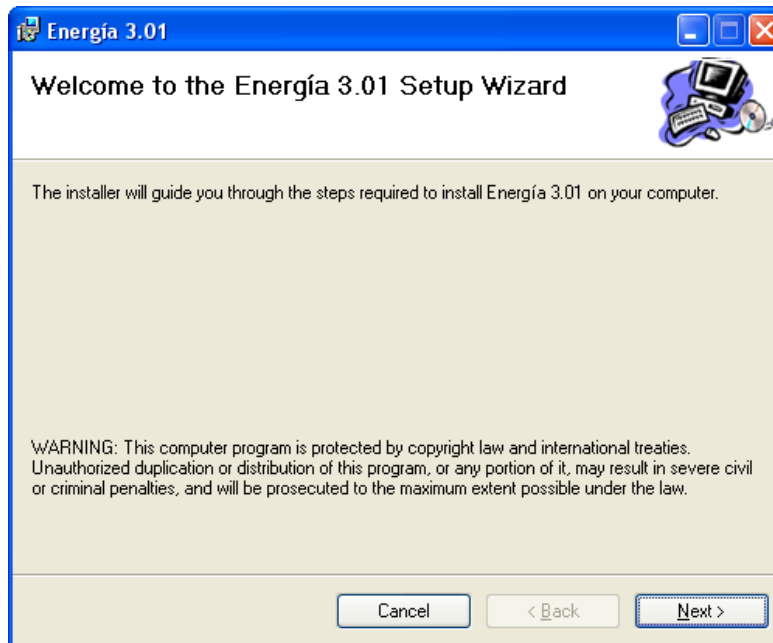 Energía 3.01
Welcome to the Energía 3.01 Setup Wizard
The installer will guide you through the steps required to install Energía 3.01 on your computer.
WARNING: This computer program is protected by copyright law and international treaties.
Unauthorized duplication or distribution of this program, or any portion of it, may result in severe civil
or criminal penalties, and will be prosecuted to the maximum extent possible under the law.
Cancel < Back Next >